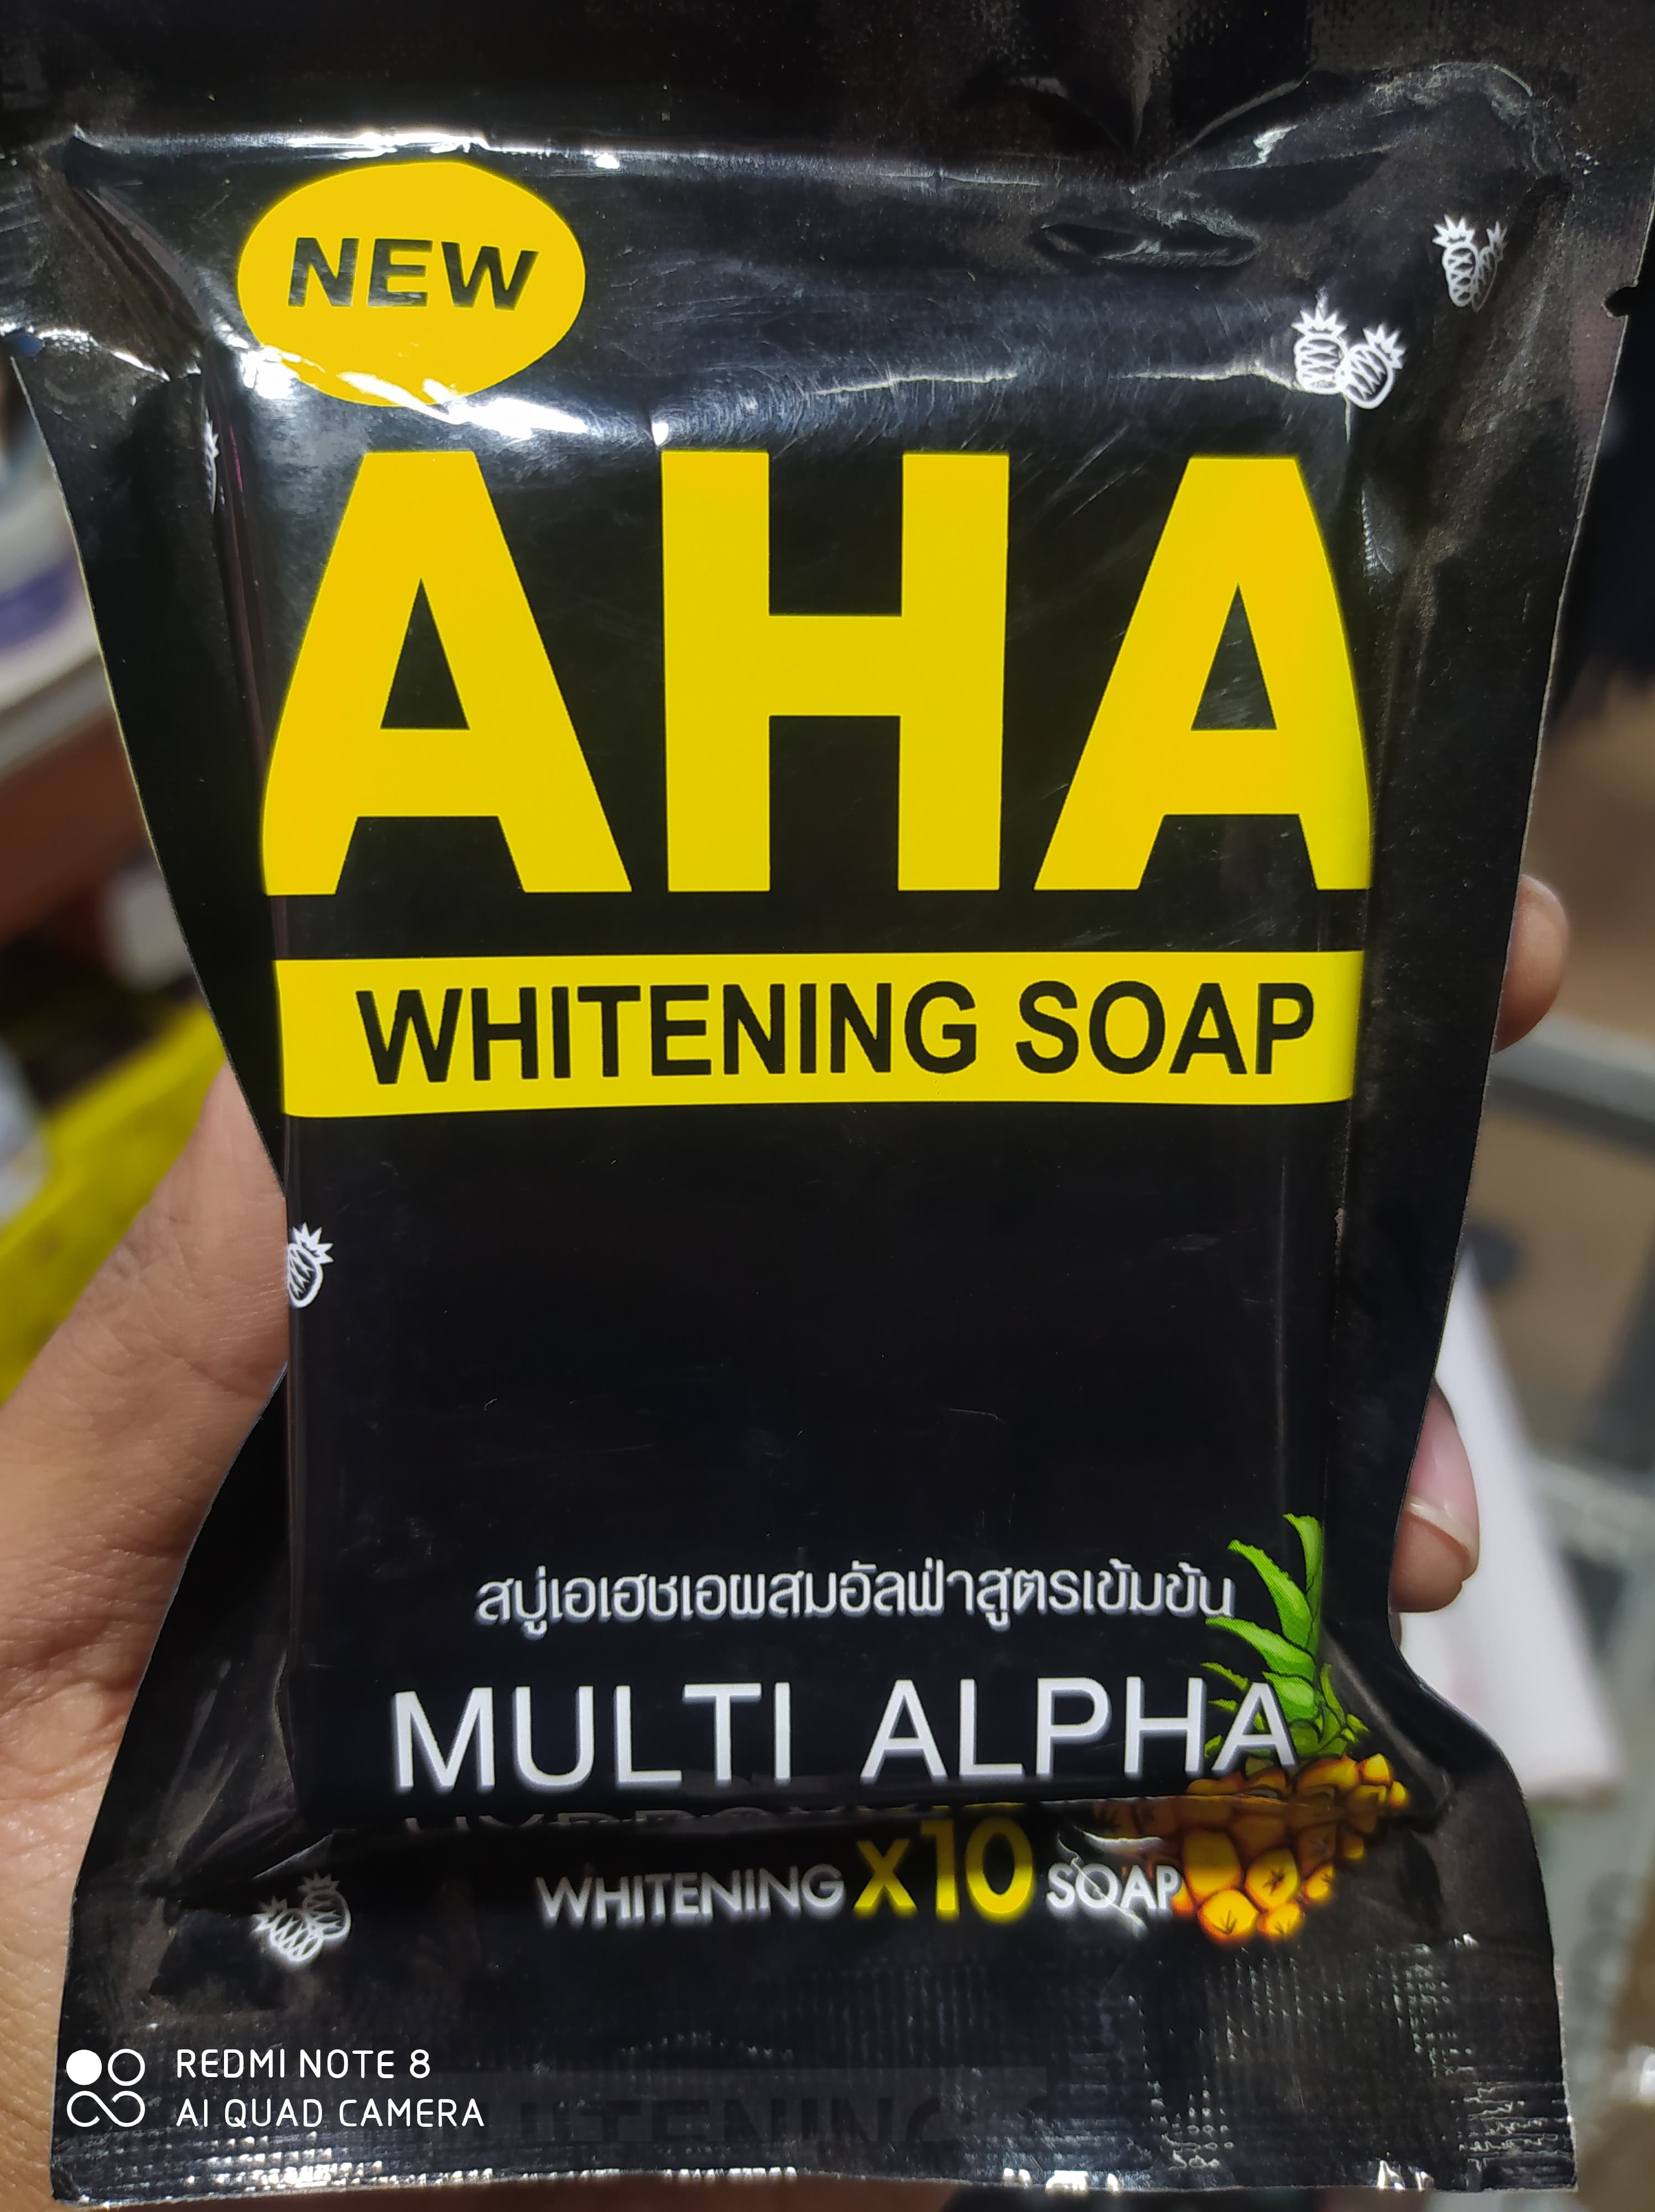 NEW
AHA
WHITENING SOAP
สบู่เอเฮชเอผสมอัลฟ่าสูตรเข้มข้น
MULTI ALPHA
WHITENING x10 SOAP
REDMI NOTE 8
AI QUAD CAMERA